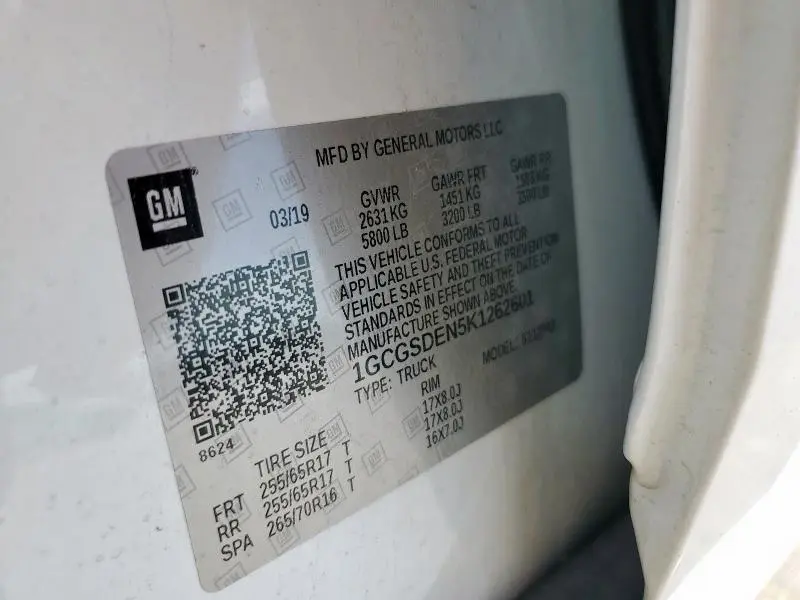 MFD BY GENERAL MOTORS LLC
GM
03/19
GVWR GAWR FRT GAWR RR
2631 KG 1451 KG
5800 LB 3200 LB
THIS VEHICLE CONFORMS TO ALL
APPLICABLE U.S. FEDERAL MOTOR
VEHICLE SAFETY AND THEFT PREVENTION
STANDARDS IN EFFECT ON THE DATE OF
MANUFACTURE SHOWN ABOVE.
1GCGSDEN5K1262601
TYPE: TRUCK MODEL:
8624
TIRE SIZE RIM
FRT 255/65R17 T 17X8.0J
RR 255/65R17 T 17X8.0J
SPA 265/70R16 T 16X7.0J